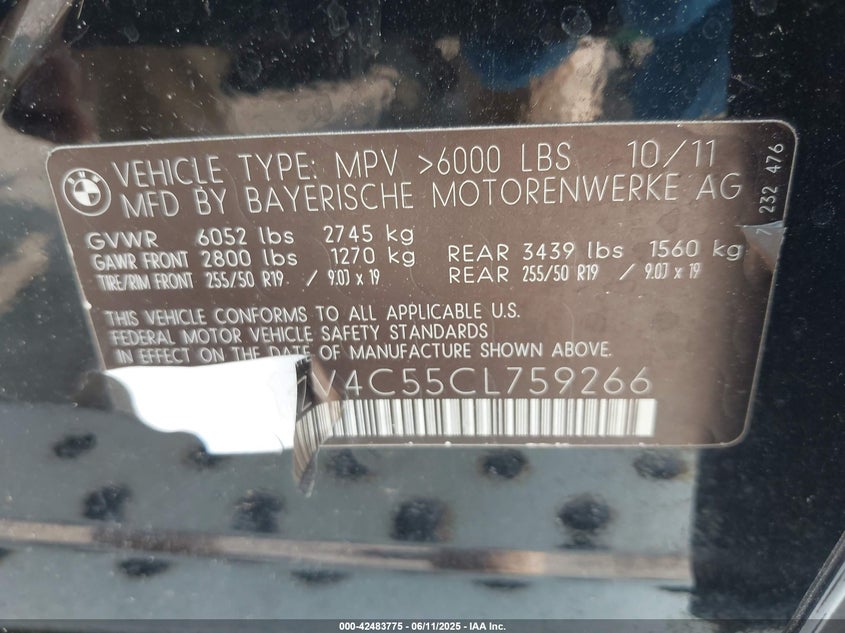 VEHICLE TYPE: MPV >6000 LBS 10/11
MFD BY BAYERISCHE MOTORENWERKE AG
GVWR 6052 lbs 2745 kg
GAWR FRONT 2800 lbs 1270 kg REAR 3439 lbs 1560 kg
TIRE/RIM FRONT 255/50 R19 / 9.0J x 19 REAR 255/50 R19 / 9.0J x 19
THIS VEHICLE CONFORMS TO ALL APPLICABLE U.S.
FEDERAL MOTOR VEHICLE SAFETY STANDARDS
IN EFFECT ON THE DATE OF MANUFACTURE SHOWN ABOVE.
ZV4C55CL759266
7 232 476
000-42483775 - 06/11/2025 - IAA Inc.